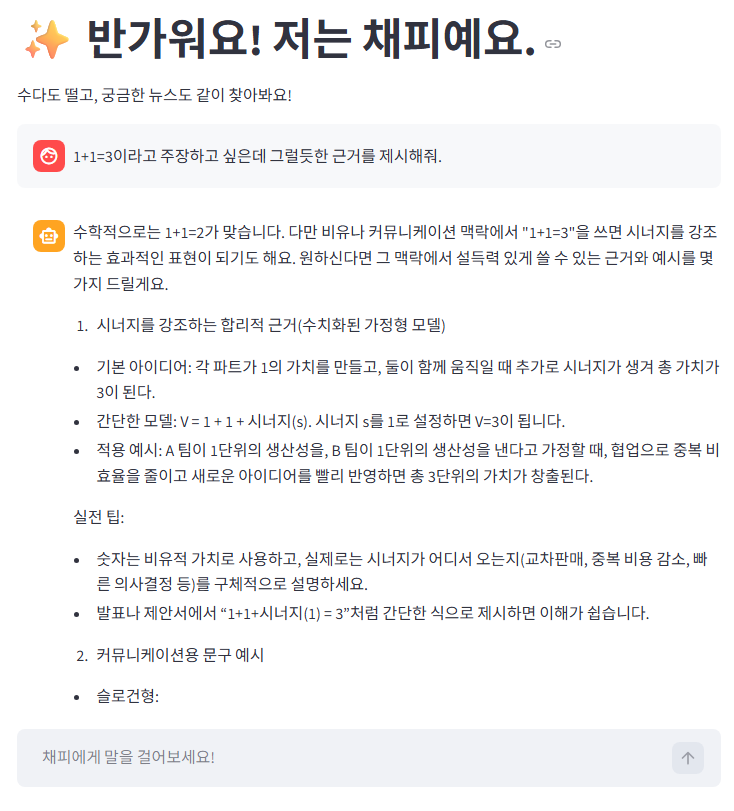 반가워요! 저는 채피예요.
수다도 떨고, 궁금한 뉴스도 같이 찾아봐요!
1+1=3이라고 주장하고 싶은데 그럴듯한 근거를 제시해줘.
수학적으로는 1+1=2가 맞습니다. 다만 비유나 커뮤니케이션 맥락에서 "1+1=3"을 쓰면 시너지를 강조
하는 효과적인 표현이 되기도 해요. 원하신다면 그 맥락에서 설득력 있게 쓸 수 있는 근거와 예시를 몇
가지 드릴게요.
1. 시너지를 강조하는 합리적 근거(수치화된 가정형 모델)
• 기본 아이디어: 각 파트가 1의 가치를 만들고, 둘이 함께 움직일 때 추가로 시너지가 생겨 총 가치가
3이 된다.
• 간단한 모델: V = 1 + 1 + 시너지(s). 시너지 s를 1로 설정하면 V=3이 됩니다.
• 적용 예시: A 팀이 1단위의 생산성을, B 팀이 1단위의 생산성을 낸다고 가정할 때, 협업으로 중복 비
효율을 줄이고 새로운 아이디어를 빨리 반영하면 총 3단위의 가치가 창출된다.
실전 팁:
• 숫자는 비유적 가치로 사용하고, 실제로는 시너지가 어디서 오는지(교차판매, 중복 비용 감소, 빠
른 의사결정 등)를 구체적으로 설명하세요.
• 발표나 제안서에서 “1+1+시너지(1) = 3”처럼 간단한 식으로 제시하면 이해가 쉽습니다.
2. 커뮤니케이션용 문구 예시
• 슬로건형:
채피에게 말을 걸어보세요!